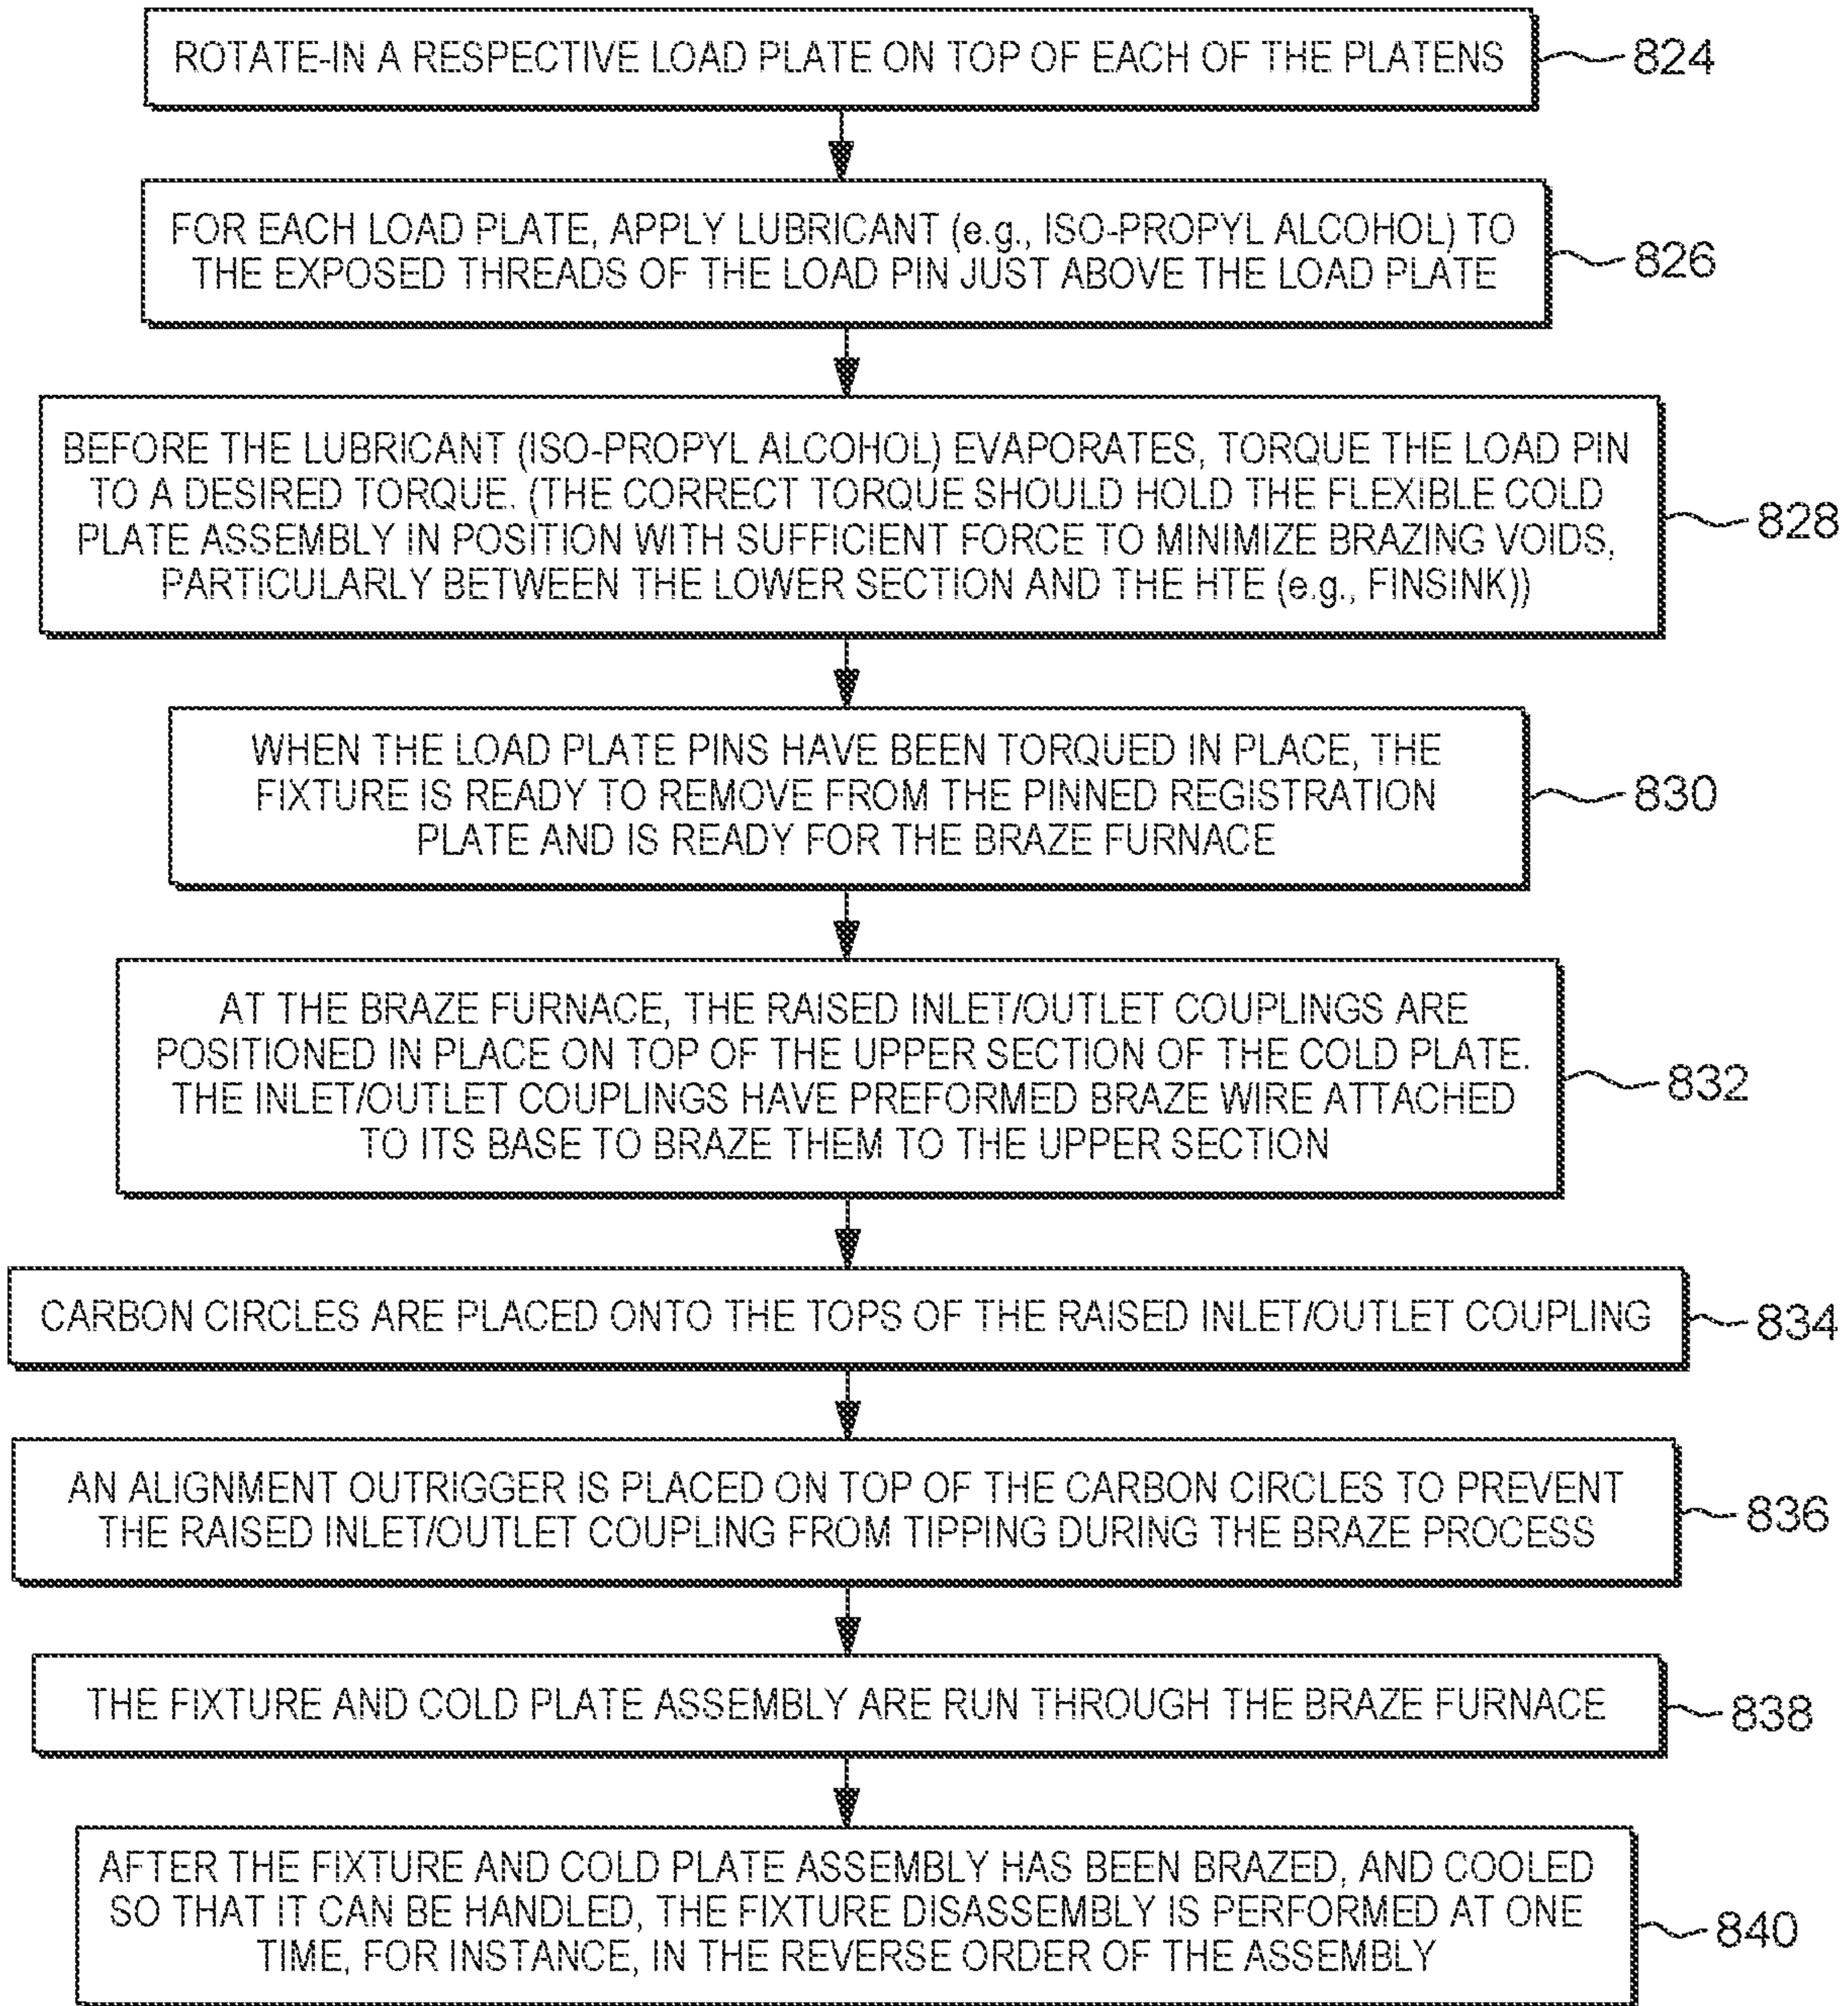 ROTATE-IN A RESPECTIVE LOAD PLATE ON TOP OF EACH OF THE PLATENS
824
FOR EACH LOAD PLATE, APPLY LUBRICANT (e.g., ISO-PROPYL ALCOHOL) TO
THE EXPOSED THREADS OF THE LOAD PIN JUST ABOVE THE LOAD PLATE
826
BEFORE THE LUBRICANT (ISO-PROPYL ALCOHOL) EVAPORATES, TORQUE THE LOAD PIN
TO A DESIRED TORQUE. (THE CORRECT TORQUE SHOULD HOLD THE FLEXIBLE COLD
PLATE ASSEMBLY IN POSITION WITH SUFFICIENT FORCE TO MINIMIZE BRAZING VOIDS,
PARTICULARLY BETWEEN THE LOWER SECTION AND THE HTE (e.g., FINSINK))
828
WHEN THE LOAD PLATE PINS HAVE BEEN TORQUED IN PLACE, THE
FIXTURE IS READY TO REMOVE FROM THE PINNED REGISTRATION
PLATE AND IS READY FOR THE BRAZE FURNACE
830
AT THE BRAZE FURNACE, THE RAISED INLET/OUTLET COUPLINGS ARE
POSITIONED IN PLACE ON TOP OF THE UPPER SECTION OF THE COLD PLATE.
THE INLET/OUTLET COUPLINGS HAVE PREFORMED BRAZE WIRE ATTACHED
TO ITS BASE TO BRAZE THEM TO THE UPPER SECTION
832
CARBON CIRCLES ARE PLACED ONTO THE TOPS OF THE RAISED INLET/OUTLET COUPLING
834
AN ALIGNMENT OUTRIGGER IS PLACED ON TOP OF THE CARBON CIRCLES TO PREVENT
THE RAISED INLET/OUTLET COUPLING FROM TIPPING DURING THE BRAZE PROCESS
836
THE FIXTURE AND COLD PLATE ASSEMBLY ARE RUN THROUGH THE BRAZE FURNACE
838
AFTER THE FIXTURE AND COLD PLATE ASSEMBLY HAS BEEN BRAZED, AND COOLED
SO THAT IT CAN BE HANDLED, THE FIXTURE DISASSEMBLY IS PERFORMED AT ONE
TIME, FOR INSTANCE, IN THE REVERSE ORDER OF THE ASSEMBLY
840